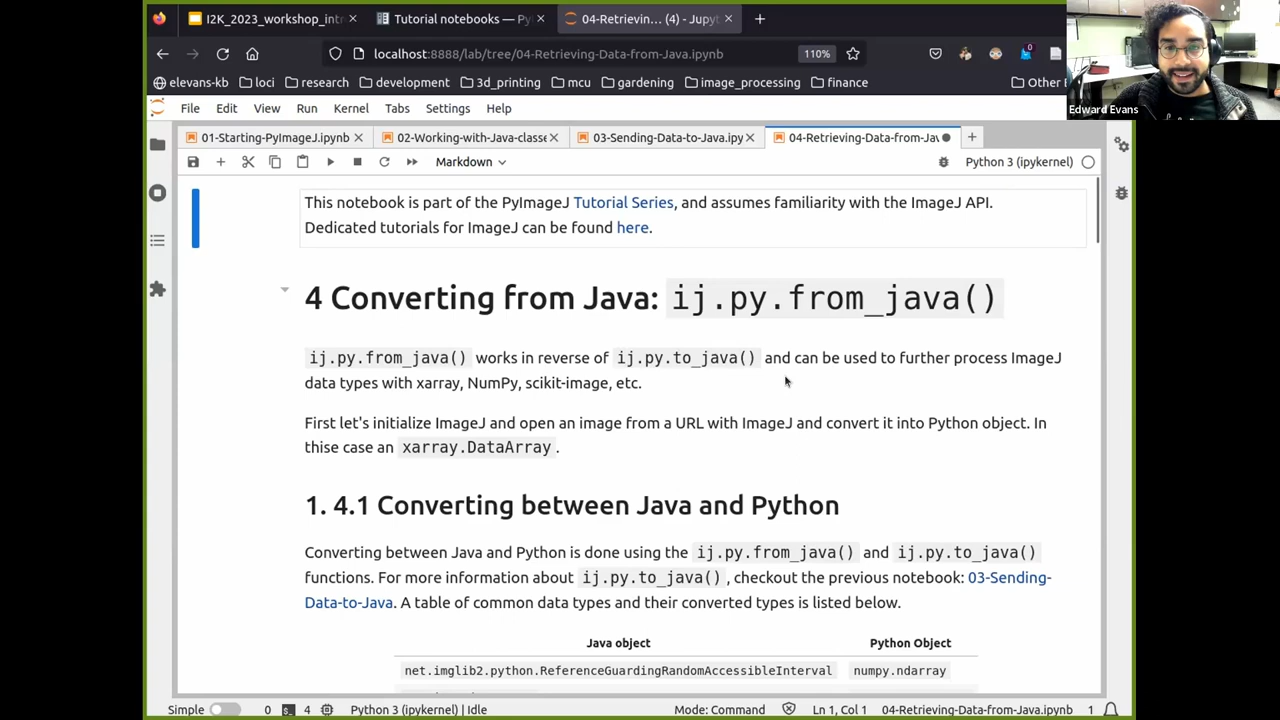 I2K_2023_workshop_intr
Tutorial notebooks — Py
04-Retrievin… (4) - Jupyt
localhost:8888/lab/tree/04-Retrieving-Data-from-Java.ipynb
110%
0
elevans-kb
loci
research
3d_printing
mcu
gardening
image_processing
finance
Other B
Edward Evans
File Edit View Run Kernel Tabs Settings Help
01-Starting-PyImageJ.ipynb
02-Working-with-Java-classe
03-Sending-Data-to-Java.ipy
04-Retrieving-Data-from-Jav
Markdown
Python 3 (ipykernel)
This notebook is part of the PyImageJ Tutorial Series, and assumes familiarity with the ImageJ API.
Dedicated tutorials for ImageJ can be found here.
4 Converting from Java: ij.py.from_java()
ij.py.from_java() works in reverse of ij.py.to_java() and can be used to further process ImageJ
data types with xarray, NumPy, scikit-image, etc.
First let's initialize ImageJ and open an image from a URL with ImageJ and convert it into Python object. In
thise case an xarray.DataArray.
1. 4.1 Converting between Java and Python
Converting between Java and Python is done using the ij.py.from_java() and ij.py.to_java()
functions. For more information about ij.py.to_java(), checkout the previous notebook: 03-Sending-
Data-to-Java. A table of common data types and their converted types is listed below.
Java object Python Object
net.imglib2.python.ReferenceGuardingRandomAccessibleInterval numpy.ndarray
Simple 0 4 Python 3 (ipykernel) | Idle Mode: Command Ln 1, Col 1 04-Retrieving-Data-from-Java.ipynb 1